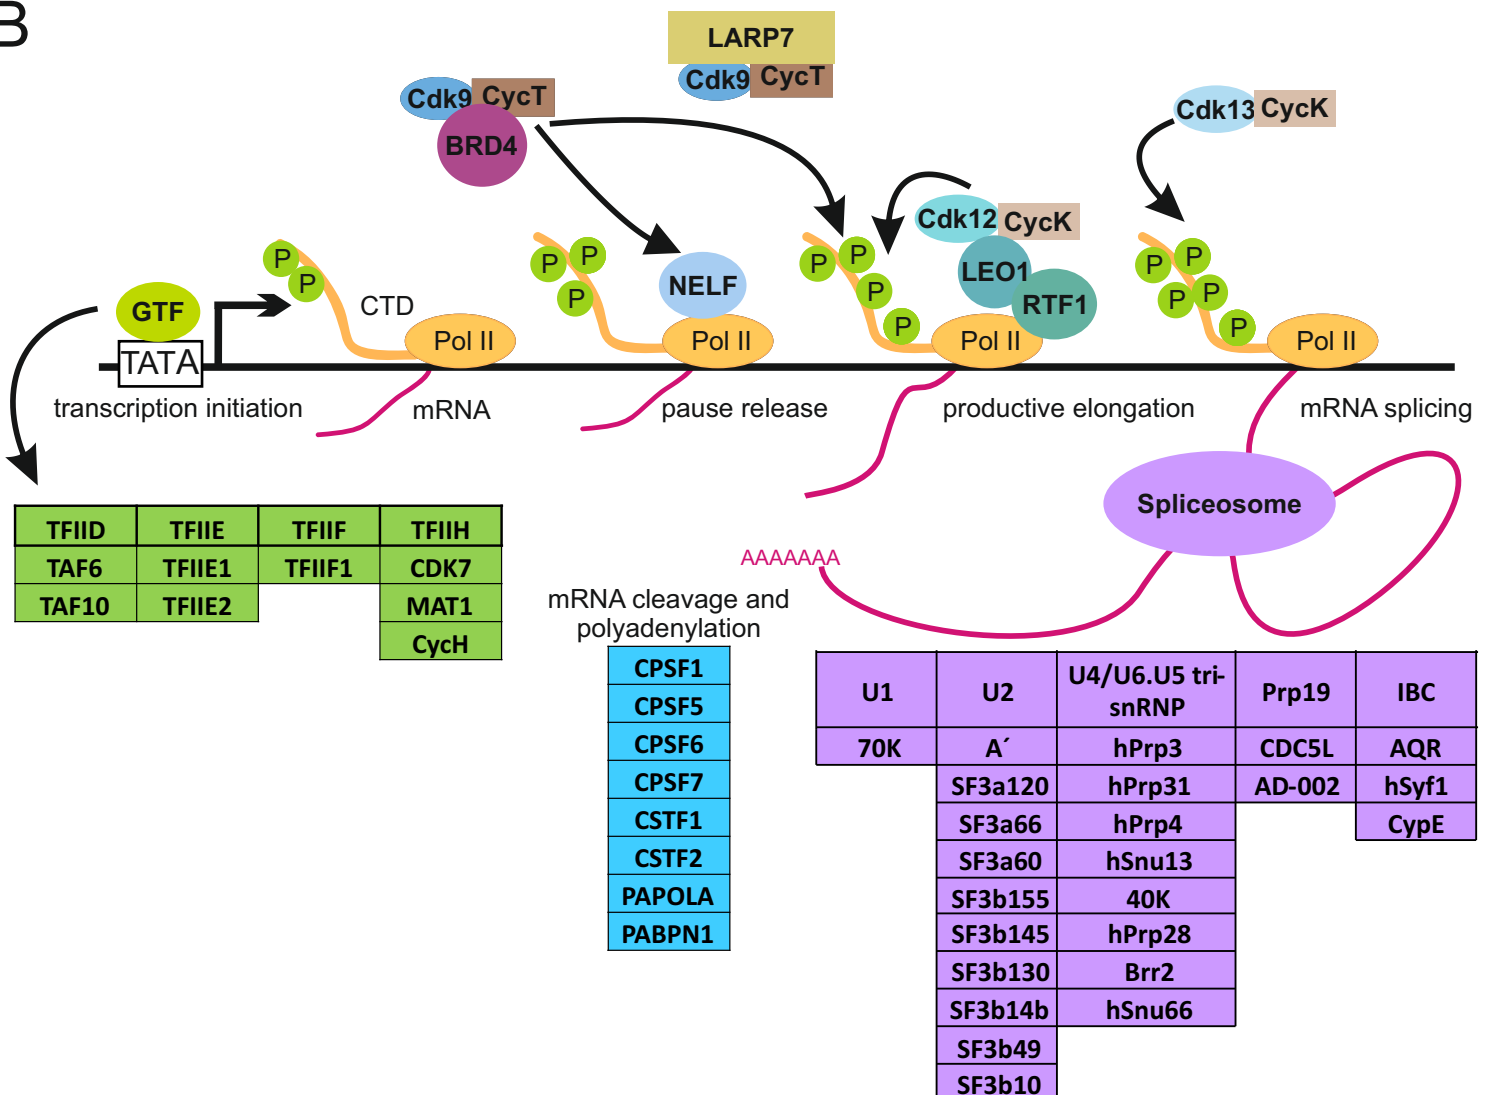 B
LARP7
Cdk9 CycT
Cdk9 CycT
BRD4
Cdk13 CycK
Cdk12 CycK
LEO1
RTF1
NELF
GTF
TATA
CTD
P
P
P
P
P
P
P
P
P
P
P
P
P
P
Pol II
Pol II
Pol II
Pol II
transcription initiation
mRNA
pause release
productive elongation
mRNA splicing
Spliceosome
TFIID TFIIE TFIIF TFIIH
TAF6 TFIIE1 TFIIF1 CDK7
TAF10 TFIIE2 MAT1
CycH
AAAAAAA
mRNA cleavage and
polyadenylation
CPSF1
CPSF5
CPSF6
CPSF7
CSTF1
CSTF2
PAPOLA
PABPN1
U1 U2 U4/U6.U5 tri-
snRNP Prp19 IBC
70K A´ hPrp3 CDC5L AQR
SF3a120 hPrp31 AD-002 hSyf1
SF3a66 hPrp4 CypE
SF3a60 hSnu13
SF3b155 40K
SF3b145 hPrp28
SF3b130 Brr2
SF3b14b hSnu66
SF3b49
SF3b10